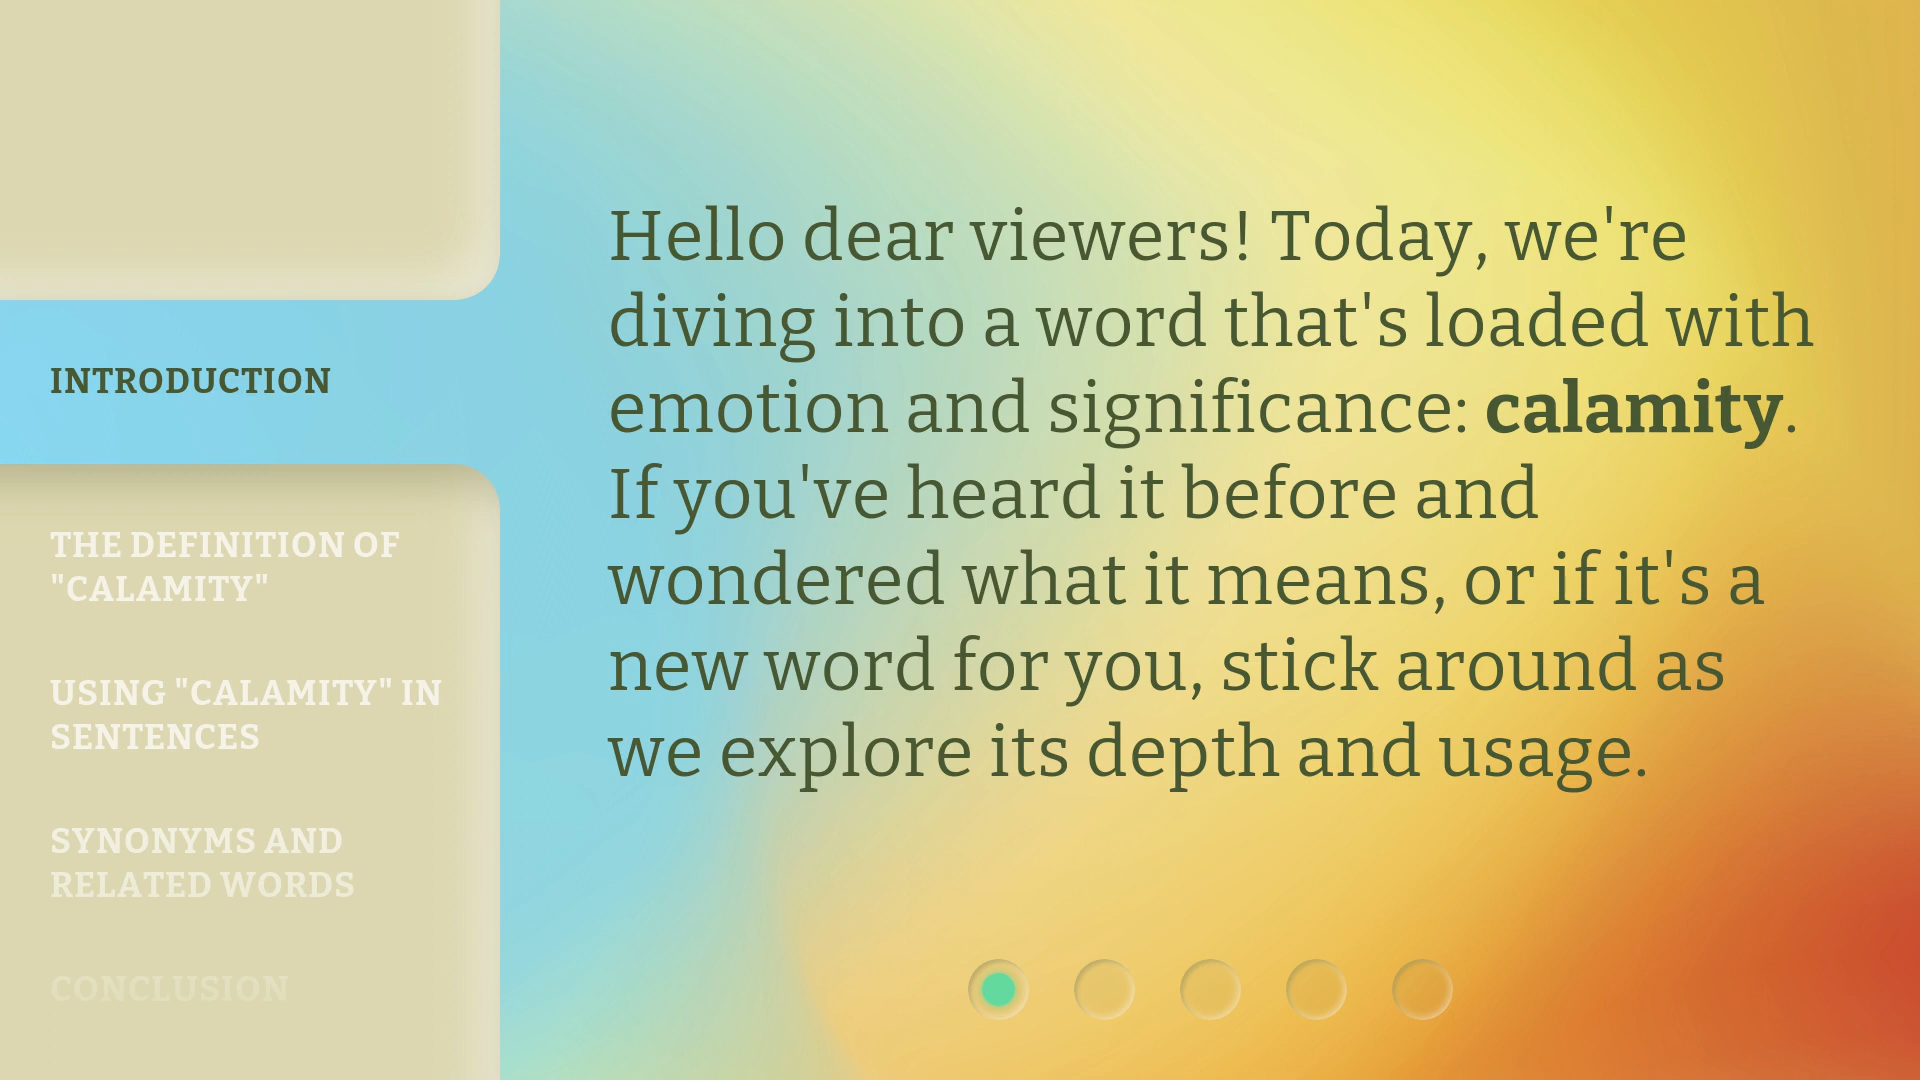 INTRODUCTION
THE DEFINITION OF
"CALAMITY"
USING "CALAMITY" IN
SENTENCES
SYNONYMS AND
RELATED WORDS
CONCLUSION
Hello dear viewers! Today, we're
diving into a word that's loaded with
emotion and significance: calamity.
If you've heard it before and
wondered what it means, or if it's a
new word for you, stick around as
we explore its depth and usage.